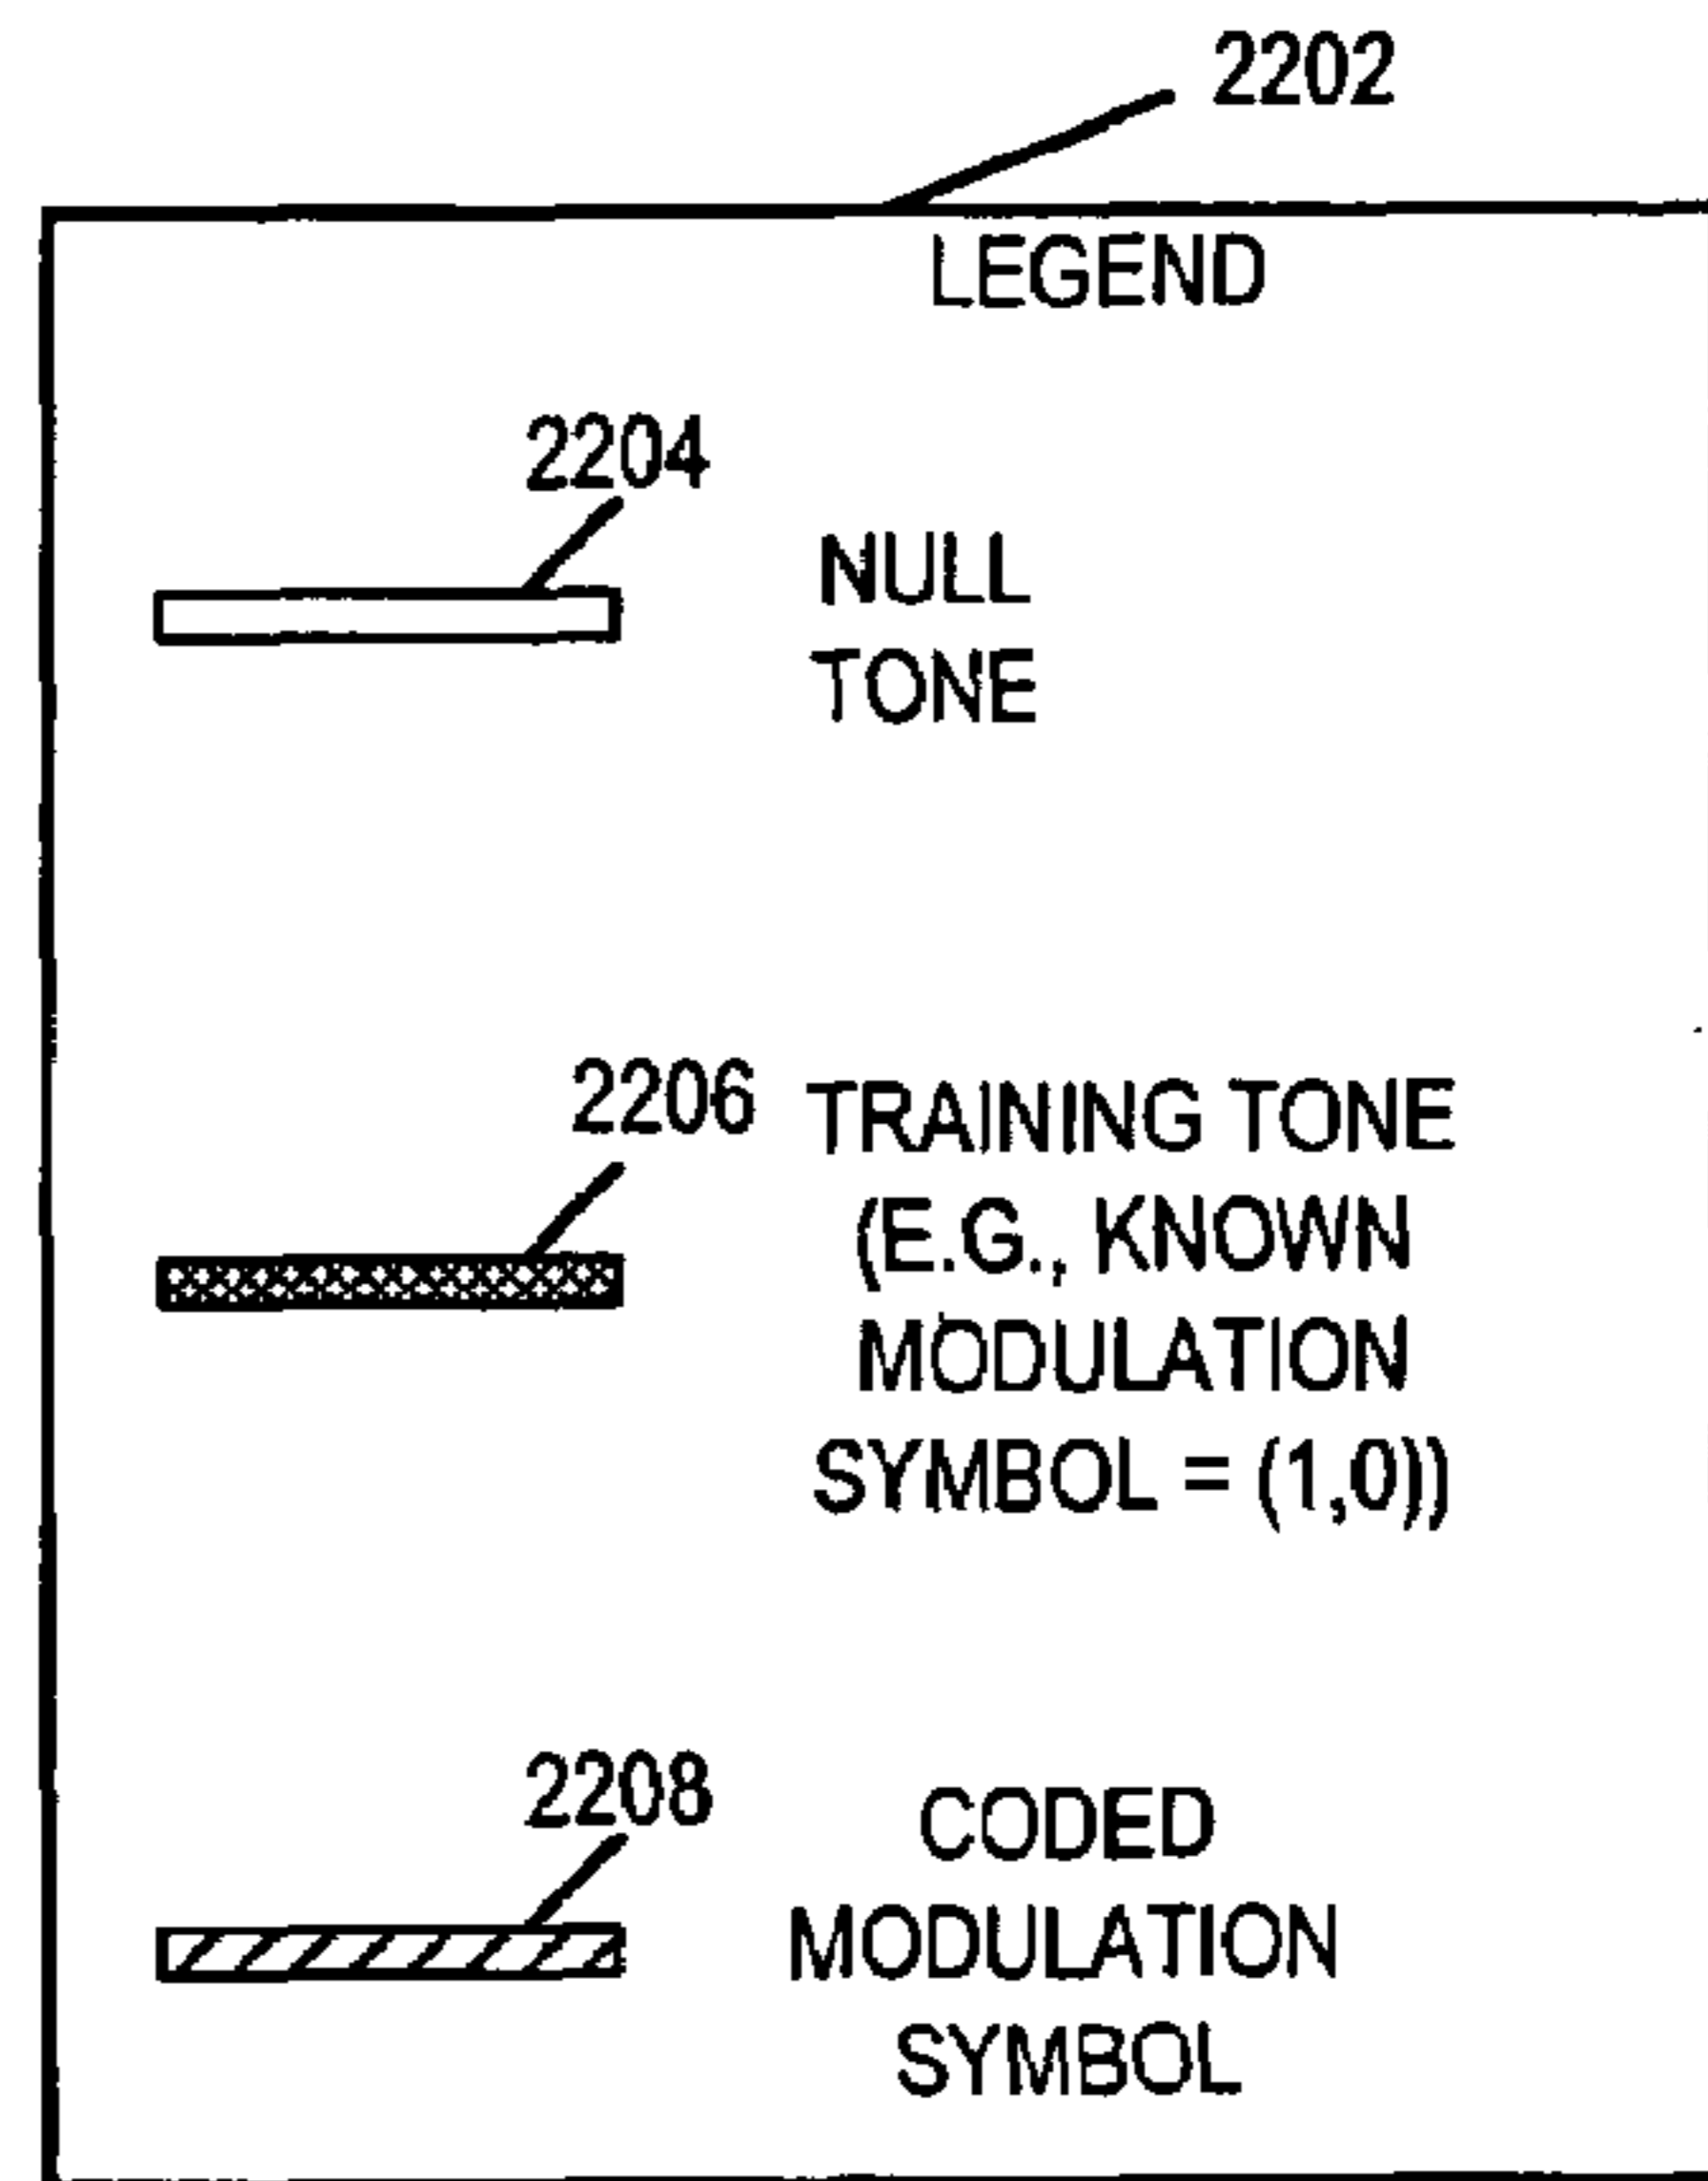 2202
LEGEND
2204
NULL
TONE
2206
TRAINING TONE
(E.G., KNOWN
MODULATION
SYMBOL = (1,0))
2208
CODED
MODULATION
SYMBOL